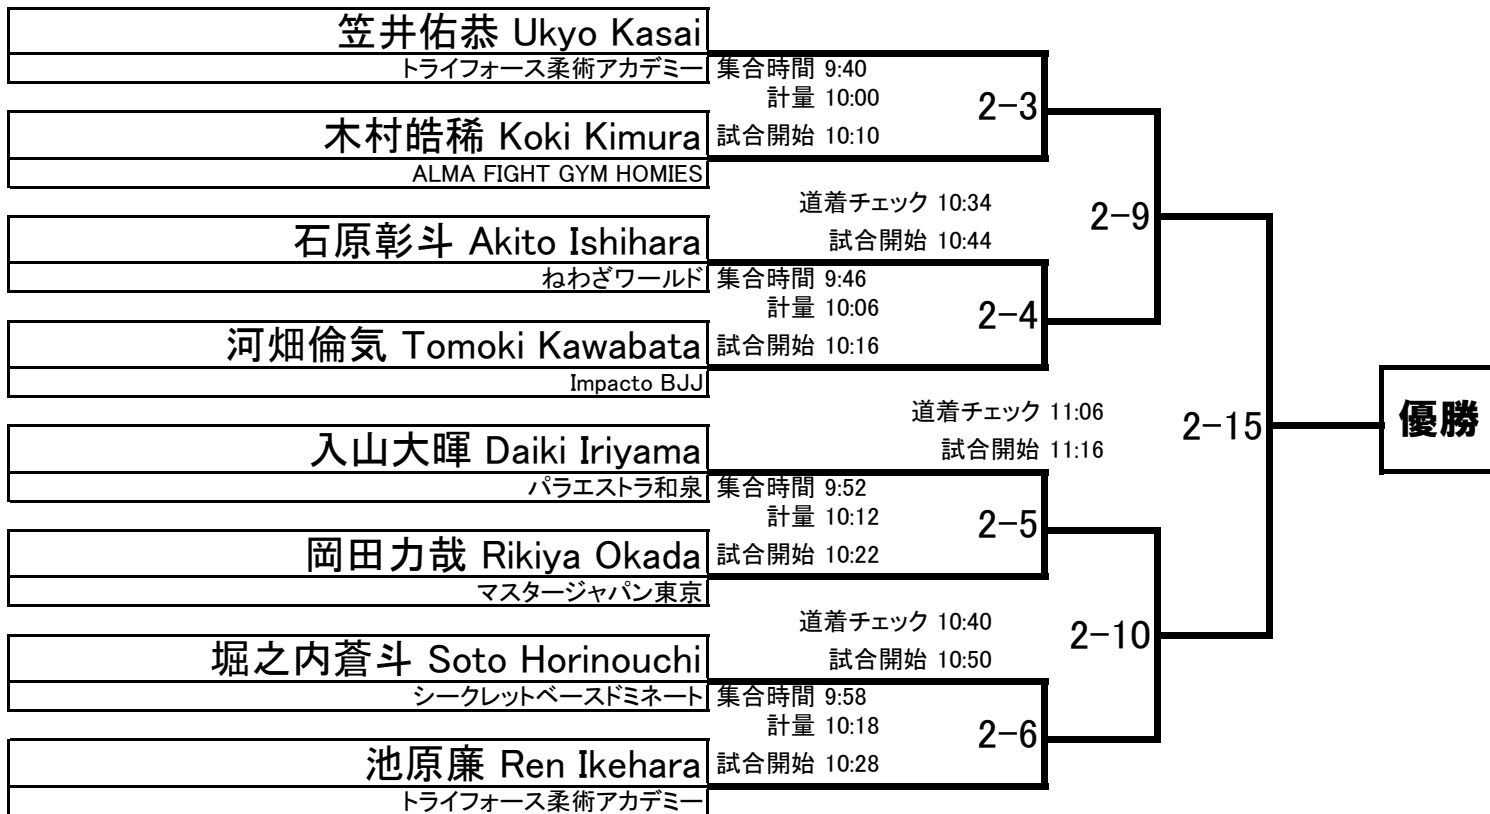 笠井佑恭 Ukyo Kasai
トライフォース柔術アカデミー
集合時間 9:40
計量 10:00
2-3
木村皓稀 Koki Kimura
試合開始 10:10
ALMA FIGHT GYM HOMIES
道着チェック 10:34
2-9
石原彰斗 Akito Ishihara
試合開始 10:44
ねわざワールド
集合時間 9:46
計量 10:06
2-4
河畑倫気 Tomoki Kawabata
試合開始 10:16
Impacto BJJ
道着チェック 11:06
2-15
優勝
入山大暉 Daiki Iriyama
試合開始 11:16
パラエストラ和泉
集合時間 9:52
計量 10:12
2-5
岡田力哉 Rikiya Okada
試合開始 10:22
マスタージャパン東京
道着チェック 10:40
2-10
堀之内蒼斗 Soto Horinouchi
試合開始 10:50
シークレットベースドミネート
集合時間 9:58
計量 10:18
2-6
池原廉 Ren Ikehara
試合開始 10:28
トライフォース柔術アカデミー